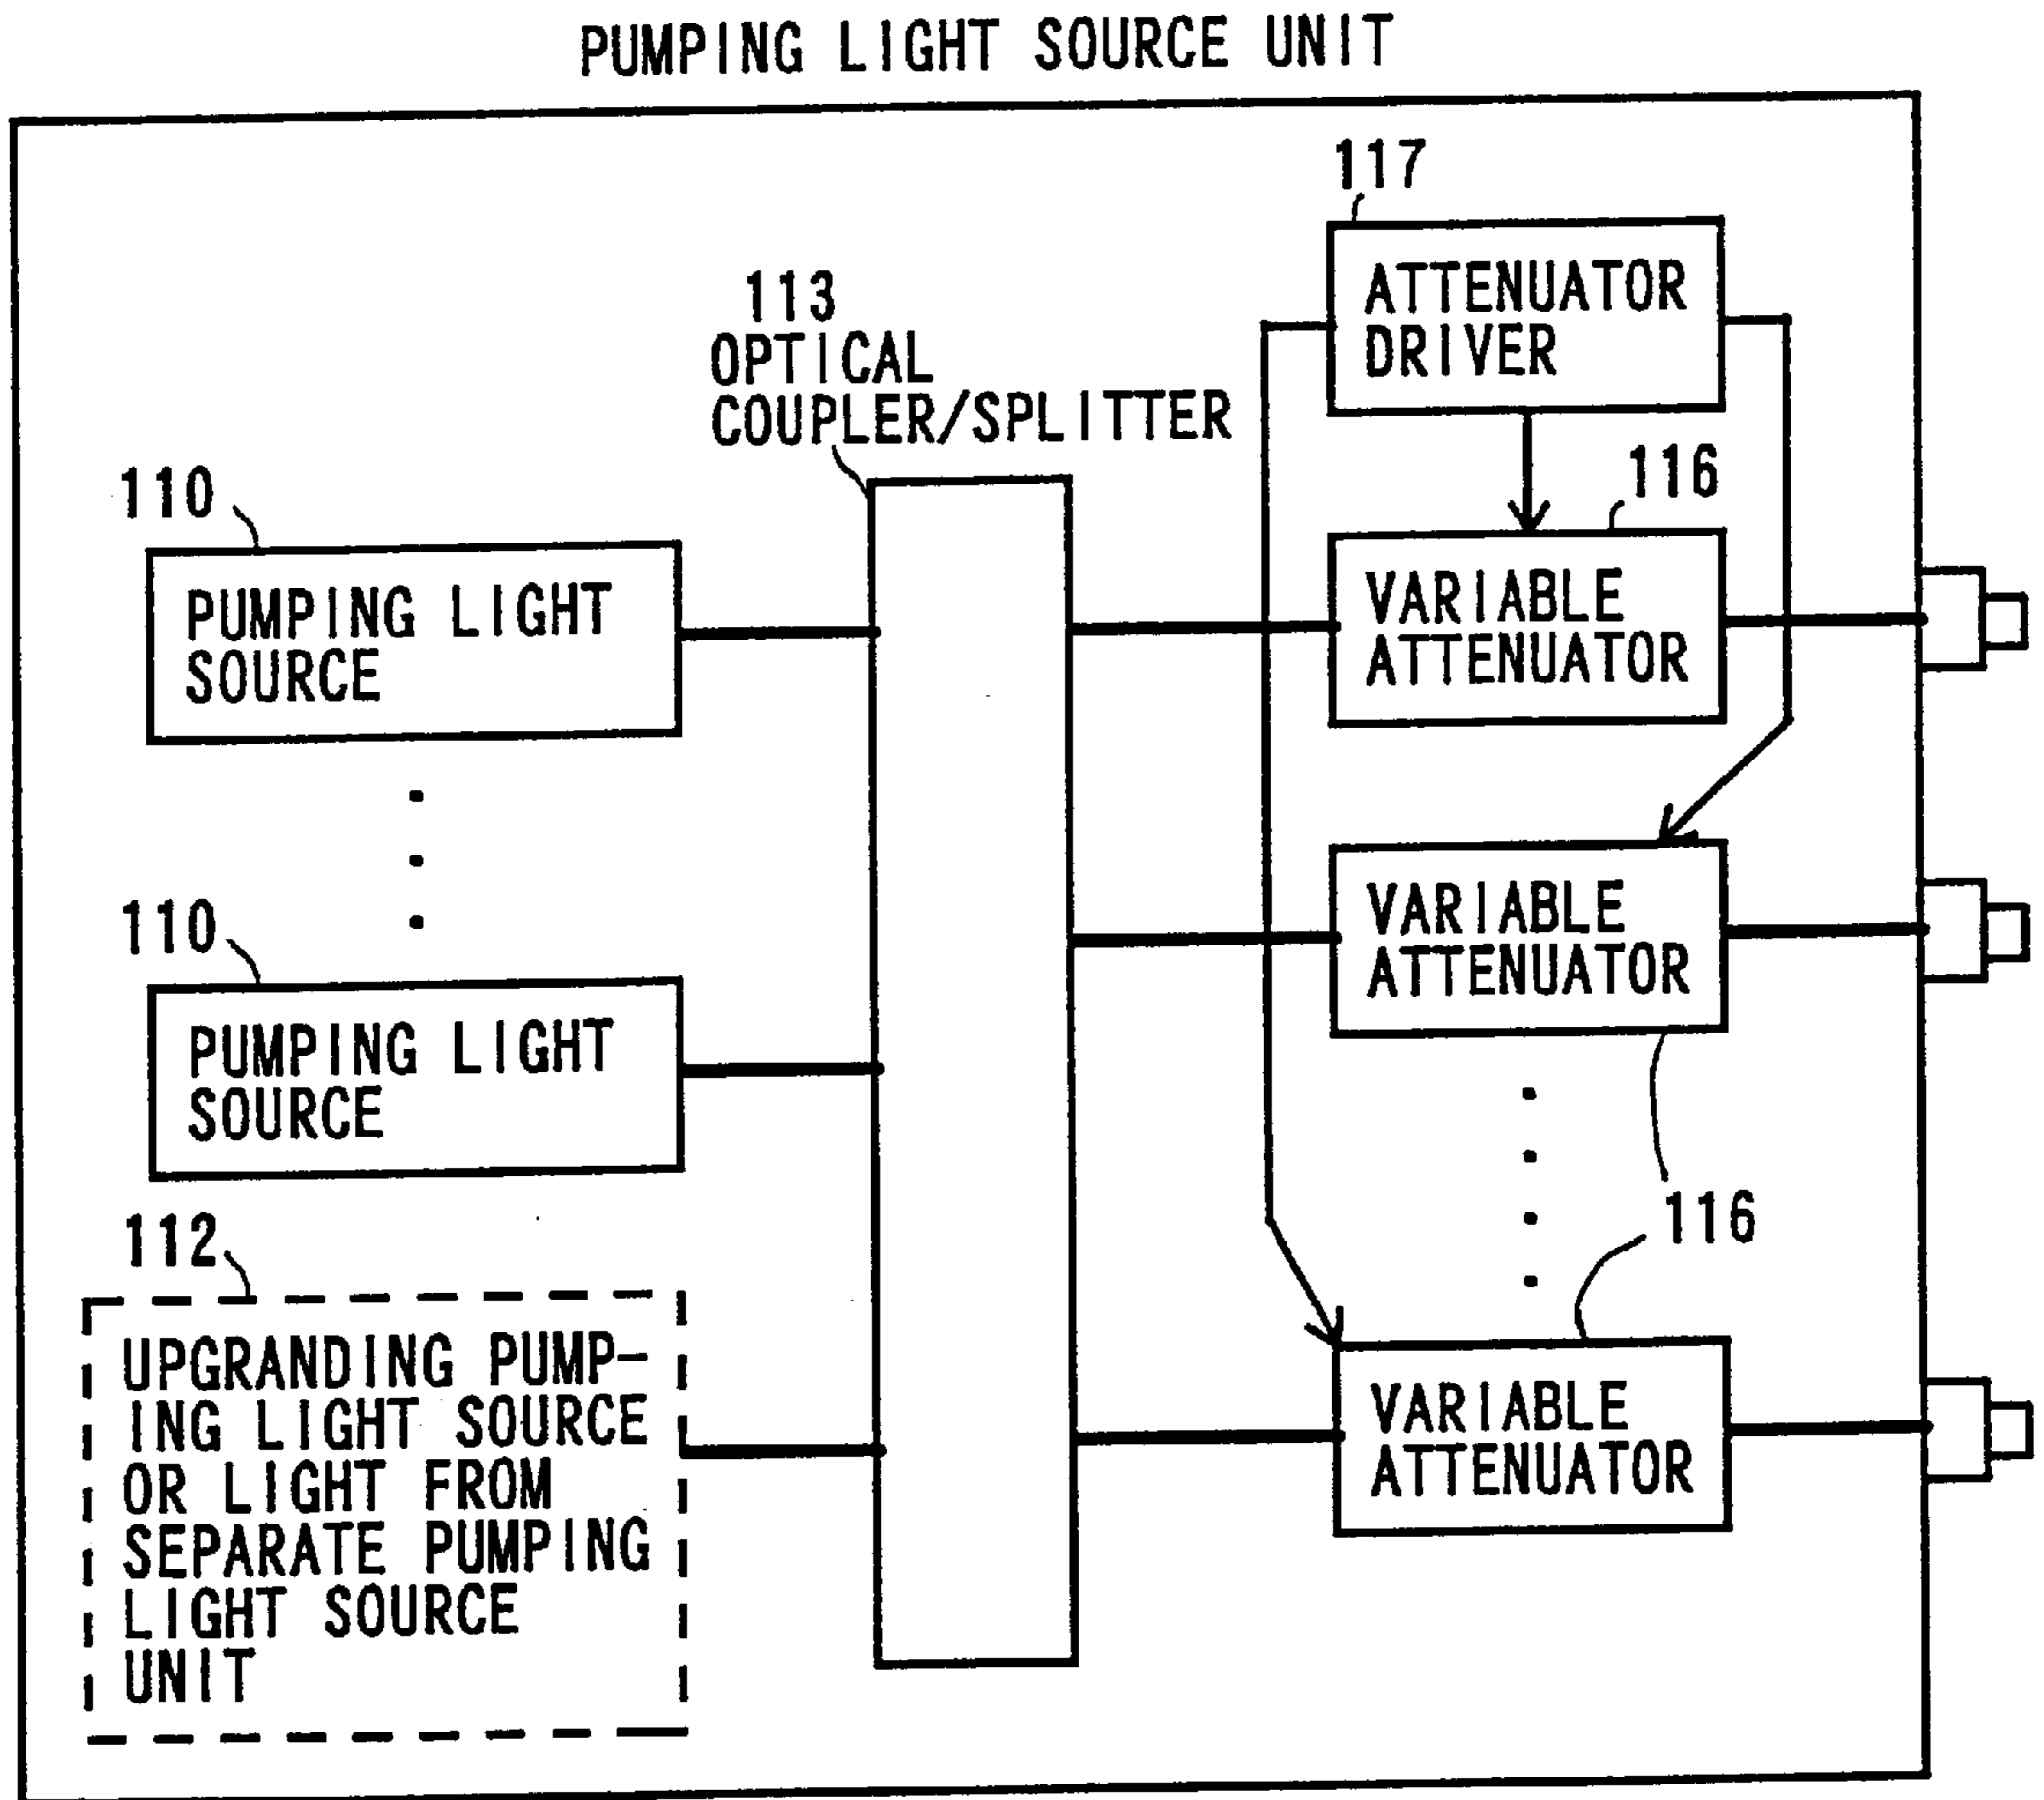 PUMPING LIGHT SOURCE UNIT
117
ATTENUATOR
DRIVER
113
OPTICAL
COUPLER/SPLITTER
110
PUMPING LIGHT
SOURCE
116
VARIABLE
ATTENUATOR
110
PUMPING LIGHT
SOURCE
VARIABLE
ATTENUATOR
116
112
UPGRANDING PUMP-
ING LIGHT SOURCE
OR LIGHT FROM
SEPARATE PUMPING
LIGHT SOURCE
UNIT
VARIABLE
ATTENUATOR